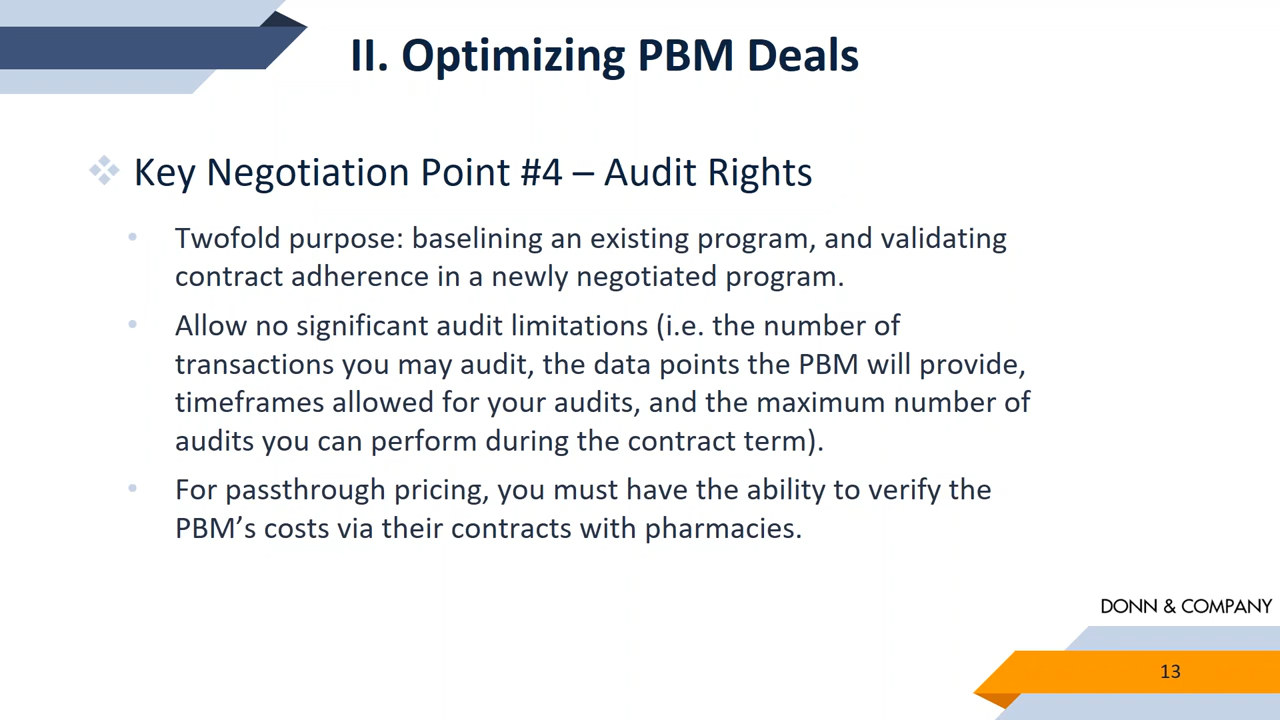 II. Optimizing PBM Deals
Key Negotiation Point #4 – Audit Rights
• Twofold purpose: baselining an existing program, and validating
contract adherence in a newly negotiated program.
• Allow no significant audit limitations (i.e. the number of
transactions you may audit, the data points the PBM will provide,
timeframes allowed for your audits, and the maximum number of
audits you can perform during the contract term).
• For passthrough pricing, you must have the ability to verify the
PBM’s costs via their contracts with pharmacies.
DONN & COMPANY
13